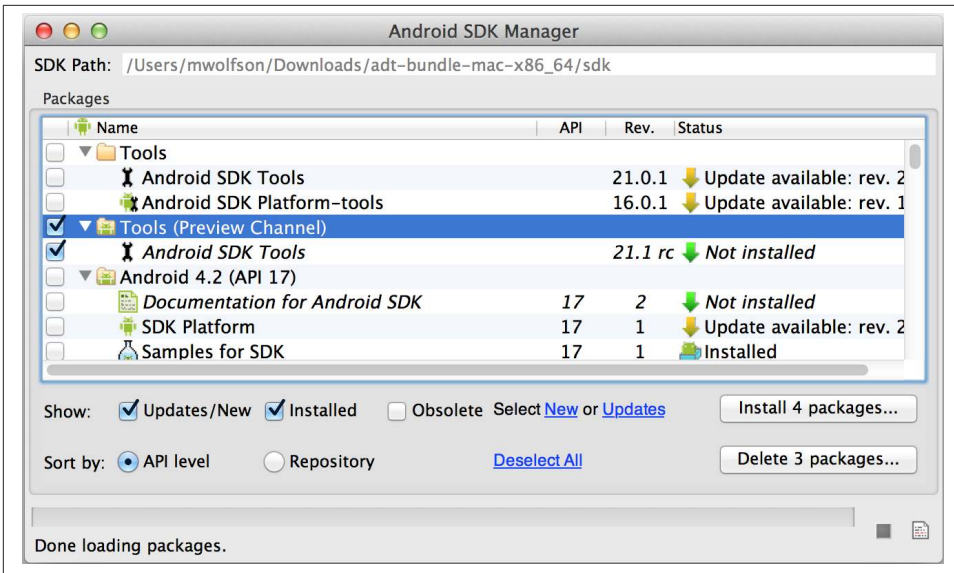 Android SDK Manager
SDK Path: /Users/mwolfson/Downloads/adt-bundle-mac-x86_64/sdk
Packages
Name API Rev. Status
Tools
Android SDK Tools 21.0.1 Update available: rev. 2
Android SDK Platform-tools 16.0.1 Update available: rev. 1
Tools (Preview Channel)
Android SDK Tools 21.1 rc Not installed
Android 4.2 (API 17)
Documentation for Android SDK 17 2 Not installed
SDK Platform 17 1 Update available: rev. 2
Samples for SDK 17 1 Installed
Show: Updates/New Installed Obsolete Select New or Updates Install 4 packages...
Sort by: API level Repository Deselect All Delete 3 packages...
Done loading packages.